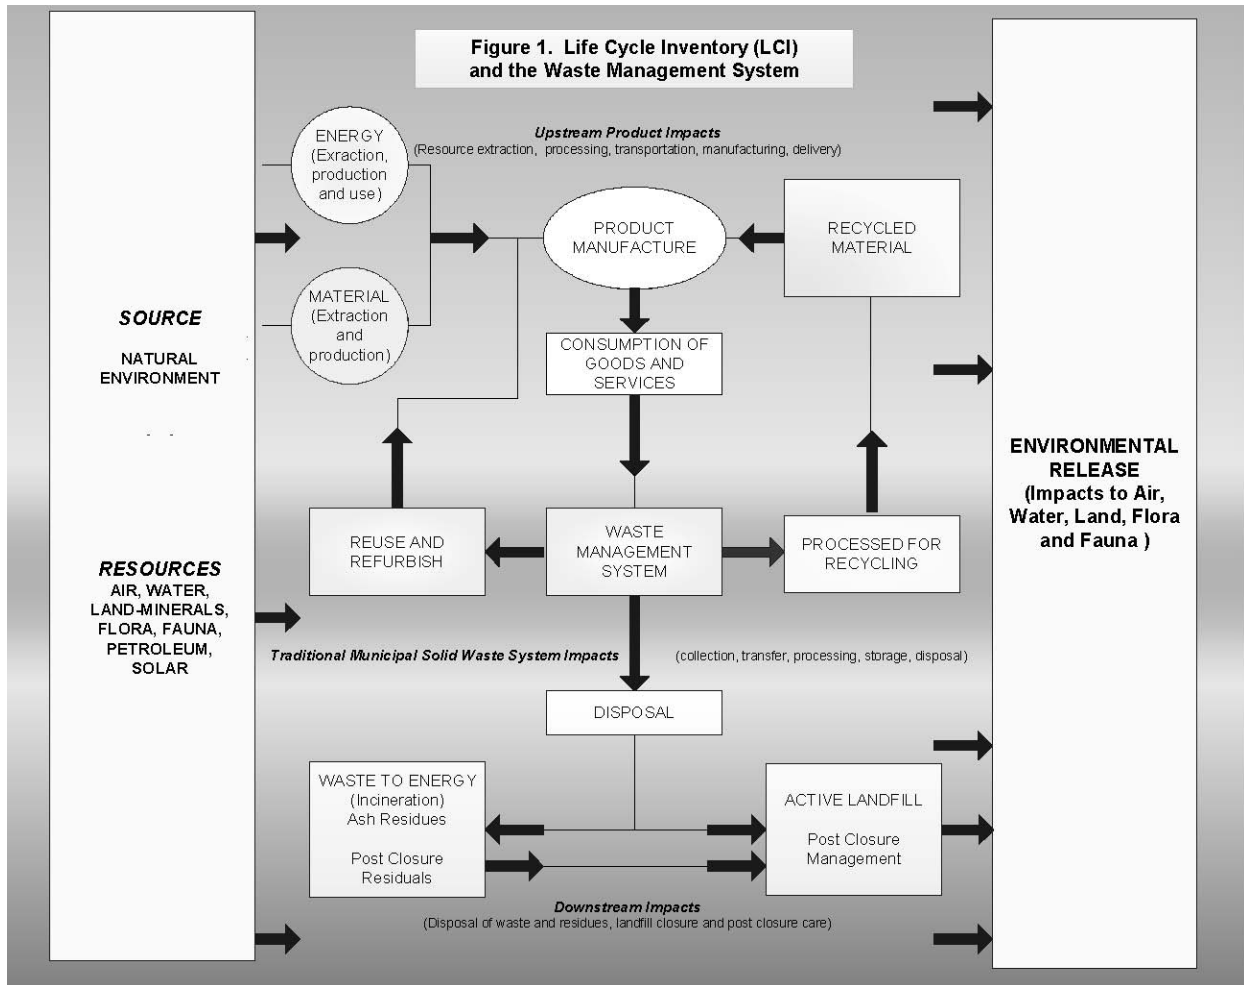 Figure 1. Life Cycle Inventory (LCI)
and the Waste Management System
Upstream Product Impacts
(Resource extraction, processing, transportation, manufacturing, delivery)
ENERGY
(Exraction,
production
and use)
MATERIAL
(Extraction
and
production)
PRODUCT
MANUFACTURE
RECYCLED
MATERIAL
SOURCE
NATURAL
ENVIRONMENT
CONSUMPTION OF
GOODS AND
SERVICES
ENVIRONMENTAL
RELEASE
(Impacts to Air,
Water, Land, Flora
and Fauna )
REUSE AND
REFURBISH
WASTE
MANAGEMENT
SYSTEM
PROCESSED FOR
RECYCLING
RESOURCES
AIR, WATER,
LAND-MINERALS,
FLORA, FAUNA,
PETROLEUM,
SOLAR
Traditional Municipal Solid Waste System Impacts
(collection, transfer, processing, storage, disposal)
DISPOSAL
WASTE TO ENERGY
(Incineration)
Ash Residues
Post Closure
Residuals
ACTIVE LANDFILL
Post Closure
Management
Downstream Impacts
(Disposal of waste and residues, landfill closure and post closure care)